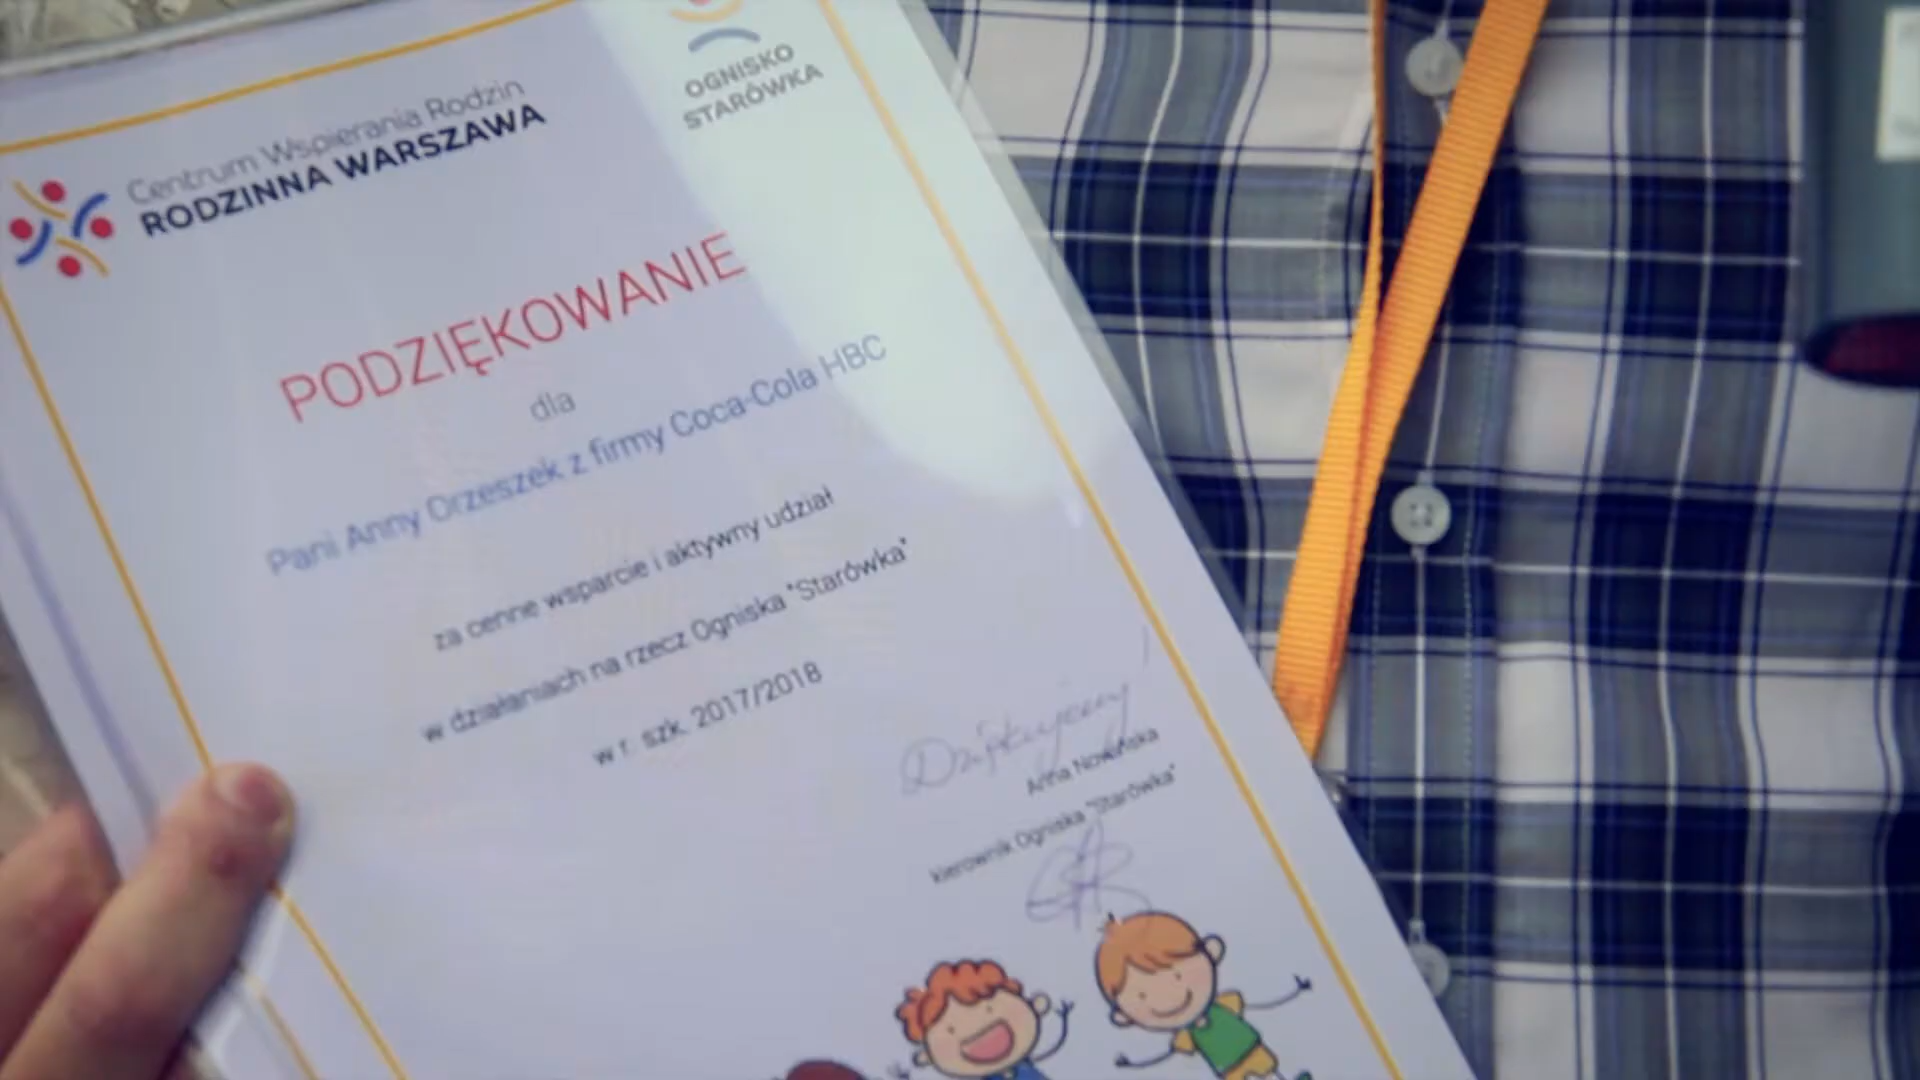 Centrum Wspierania Rodzin
RODZINNA WARSZAWA
OGNISKO
STARÓWKA
PODZIĘKOWANIE
dla
Pani Anny Orzeszek z firmy Coca-Cola HBC
za cenne wsparcie i aktywny udział
w działaniach na rzecz Ogniska "Starówka"
w r. szk. 2017/2018
Dziękujemy!
Anna
kierownik Ogniska "Starówka"